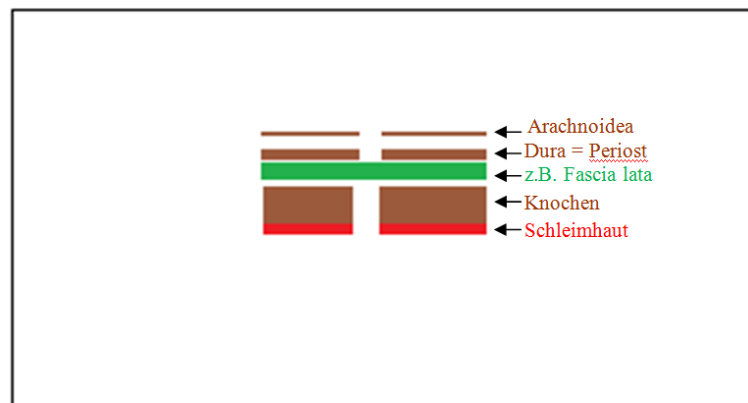 Arachnoidea
Dura = Periost
z.B. Fascia lata
Knochen
Schleimhaut